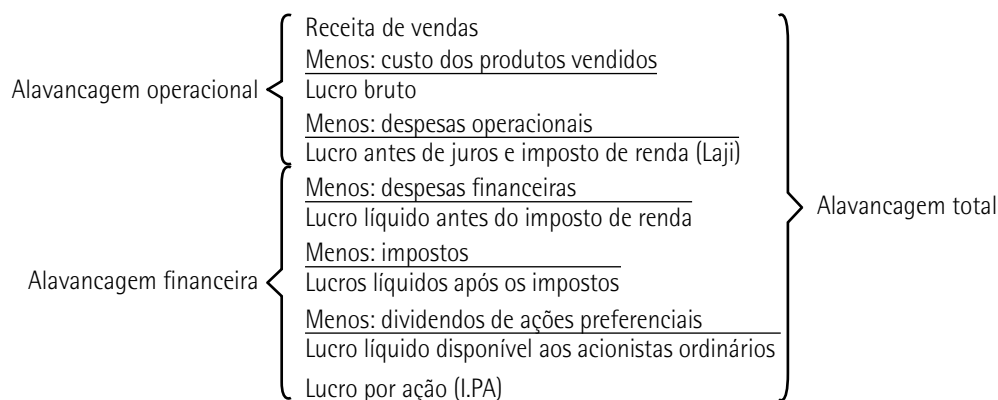 Receita de vendas
Menos: custo dos produtos vendidos
Alavancagem operacional
Lucro bruto
Menos: despesas operacionais
Lucro antes de juros e imposto de renda (Laji)
Menos: despesas financeiras
Alavancagem total
Lucro líquido antes do imposto de renda
Menos: impostos
Alavancagem financeira
Lucros líquidos após os impostos
Menos: dividendos de ações preferenciais
Lucro líquido disponível aos acionistas ordinários
Lucro por ação (I.PA)